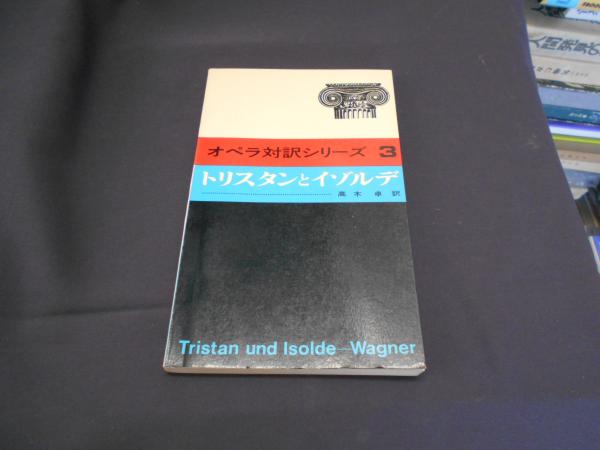 オペラ対訳シリーズ 3
トリスタンとイゾルデ
高木 卓 訳
Tristan und Isolde—Wagner